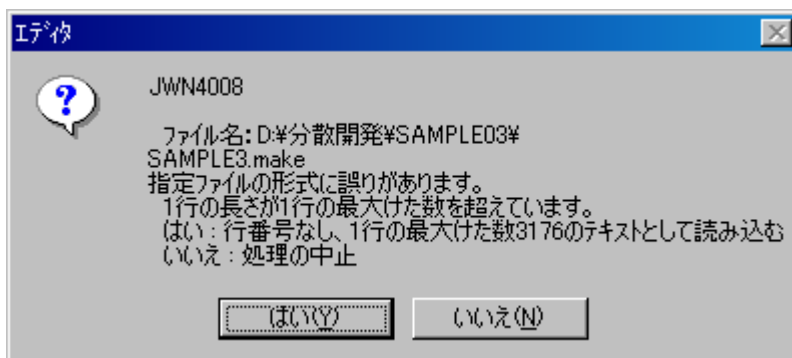 ｴﾃﾞｨﾀ
JWN4008
ﾌｧｲﾙ名：D:¥分散開発¥SAMPLE03¥
SAMPLE3.make
指定ﾌｧｲﾙの形式に誤りがあります。
1行の長さが1行の最大けた数を超えています。
はい：行番号なし、1行の最大けた数3176のﾃｷｽﾄとして読み込む
いいえ：処理の中止
はい(Y) いいえ(N)